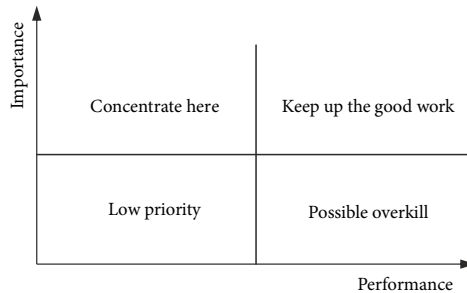 Importance
Concentrate here
Keep up the good work
Low priority
Possible overkill
Performance